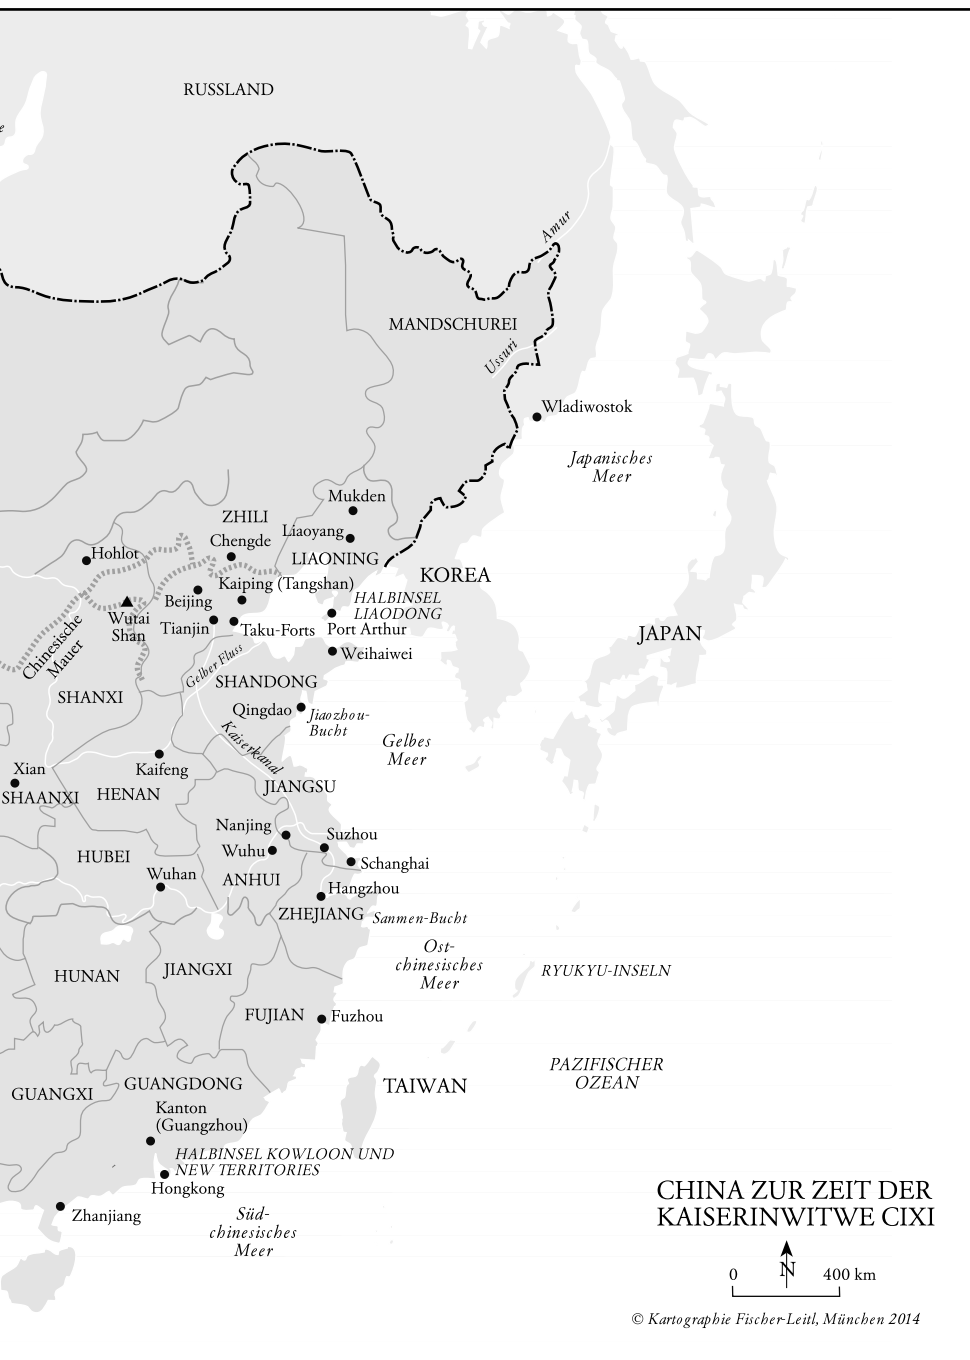 RUSSLAND
e
Amur
MANDSCHUREI
Ussuri
Wladiwostok
Japanisches
Meer
Mukden
ZHILI
Liaoyang
Chengde
Hohlot
LIAONING
KOREA
Kaiping (Tangshan)
HALBINSEL
LIAODONG
Beijing
Wutai
Shan
Tianjin
Taku-Forts
Port Arthur
JAPAN
Chinesische
Mauer
Weihaiwei
Gelber Fluss
SHANDONG
SHANXI
Qingdao
Jiaozhou-
Bucht
Kaiserkanal
Gelbes
Meer
Xian
Kaifeng
SHAANXI
HENAN
JIANGSU
Nanjing
Suzhou
Wuhu
HUBEI
Schanghai
Wuhan
ANHUI
Hangzhou
ZHEJIANG
Sanmen-Bucht
Ost-
chinesisches
Meer
HUNAN
JIANGXI
RYUKYU-INSELN
FUJIAN
Fuzhou
PAZIFISCHER
OZEAN
GUANGXI
GUANGDONG
TAIWAN
Kanton
(Guangzhou)
HALBINSEL KOWLOON UND
NEW TERRITORIES
Hongkong
Zhanjiang
Süd-
chinesisches
Meer
CHINA ZUR ZEIT DER
KAISERINWITWE CIXI
0 N 400 km
© Kartographie Fischer-Leitl, München 2014